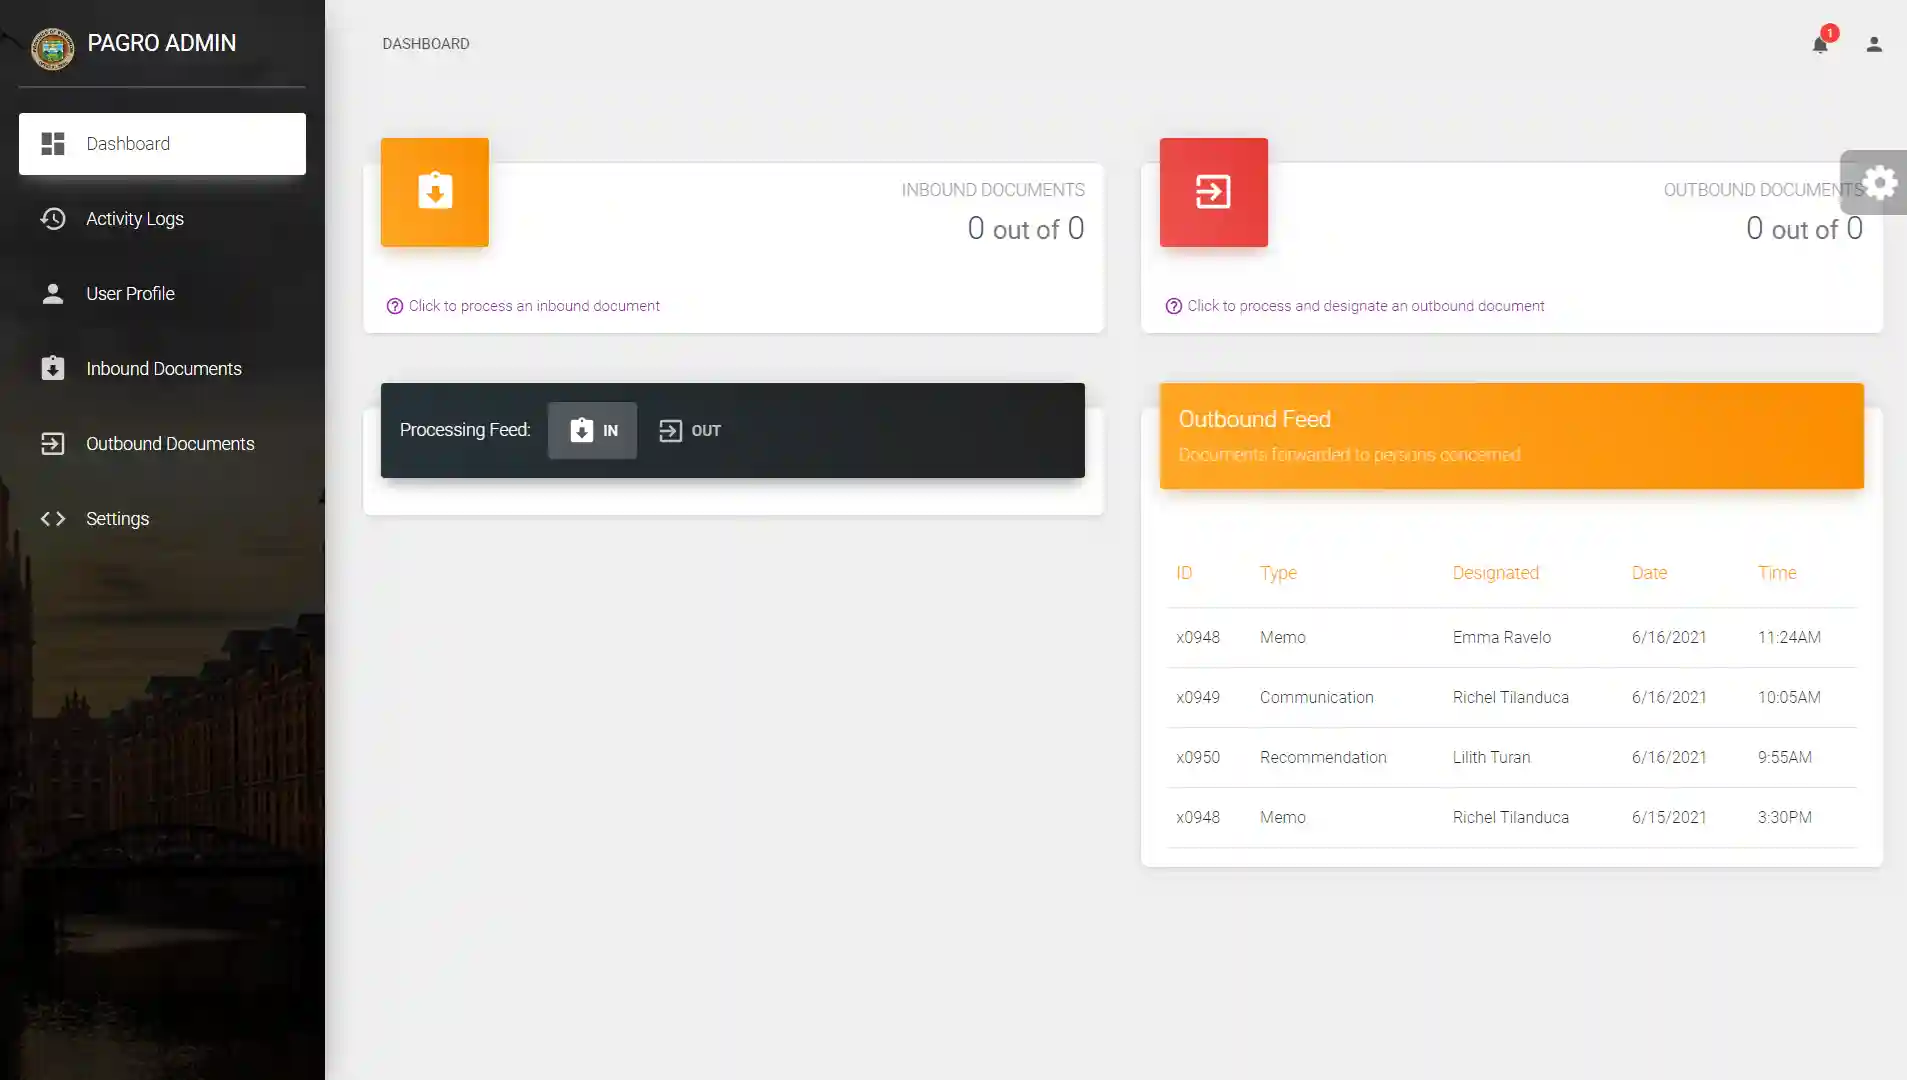 PAGRO ADMIN
Dashboard
Activity Logs
User Profile
Inbound Documents
Outbound Documents
Settings
DASHBOARD
1
INBOUND DOCUMENTS
0 out of 0
Click to process an inbound document
OUTBOUND DOCUMENTS
0 out of 0
Click to process and designate an outbound document
Processing Feed: IN OUT
Outbound Feed
Documents forwarded to persons concerned
ID Type Designated Date Time
x0948 Memo Emma Ravelo 6/16/2021 11:24AM
x0949 Communication Richel Tilanduca 6/16/2021 10:05AM
x0950 Recommendation Lilith Turan 6/16/2021 9:55AM
x0948 Memo Richel Tilanduca 6/15/2021 3:30PM